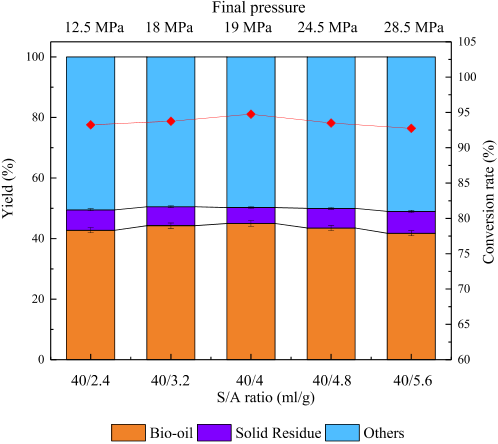 Final pressure
12.5 MPa 18 MPa 19 MPa 24.5 MPa 28.5 MPa
100
80
60
40
20
0
Yield (%)
105
100
95
90
85
80
75
70
65
60
Conversion rate (%)
40/2.4 40/3.2 40/4 40/4.8 40/5.6
S/A ratio (ml/g)
Bio-oil Solid Residue Others